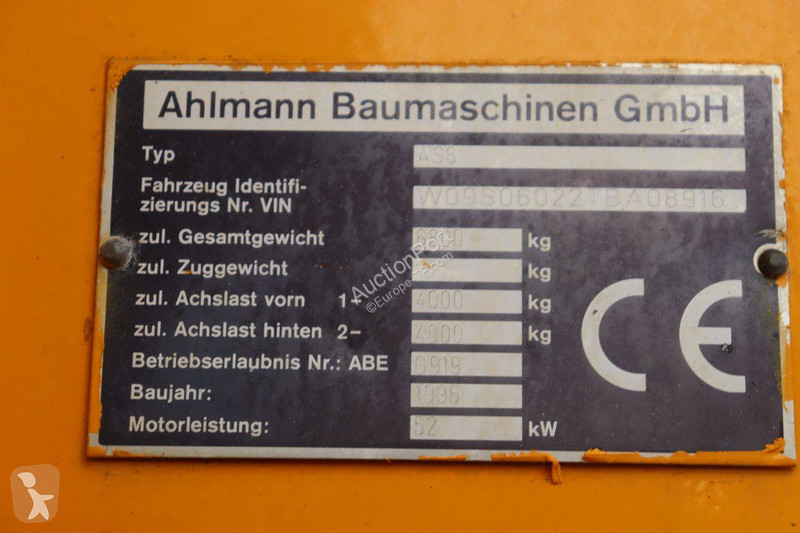 Ahlmann Baumaschinen GmbH
Typ AS6
Fahrzeug Identifi-
zierungs Nr. VIN W09S06022TBA08916
zul. Gesamtgewicht kg
zul. Zuggewicht kg
zul. Achslast vorn 1- 4000 kg
zul. Achslast hinten 2- 4000 kg
Betriebserlaubnis Nr.: ABE G919
Baujahr: 1996
Motorleistung: 52 kW
CE
AuctionPort